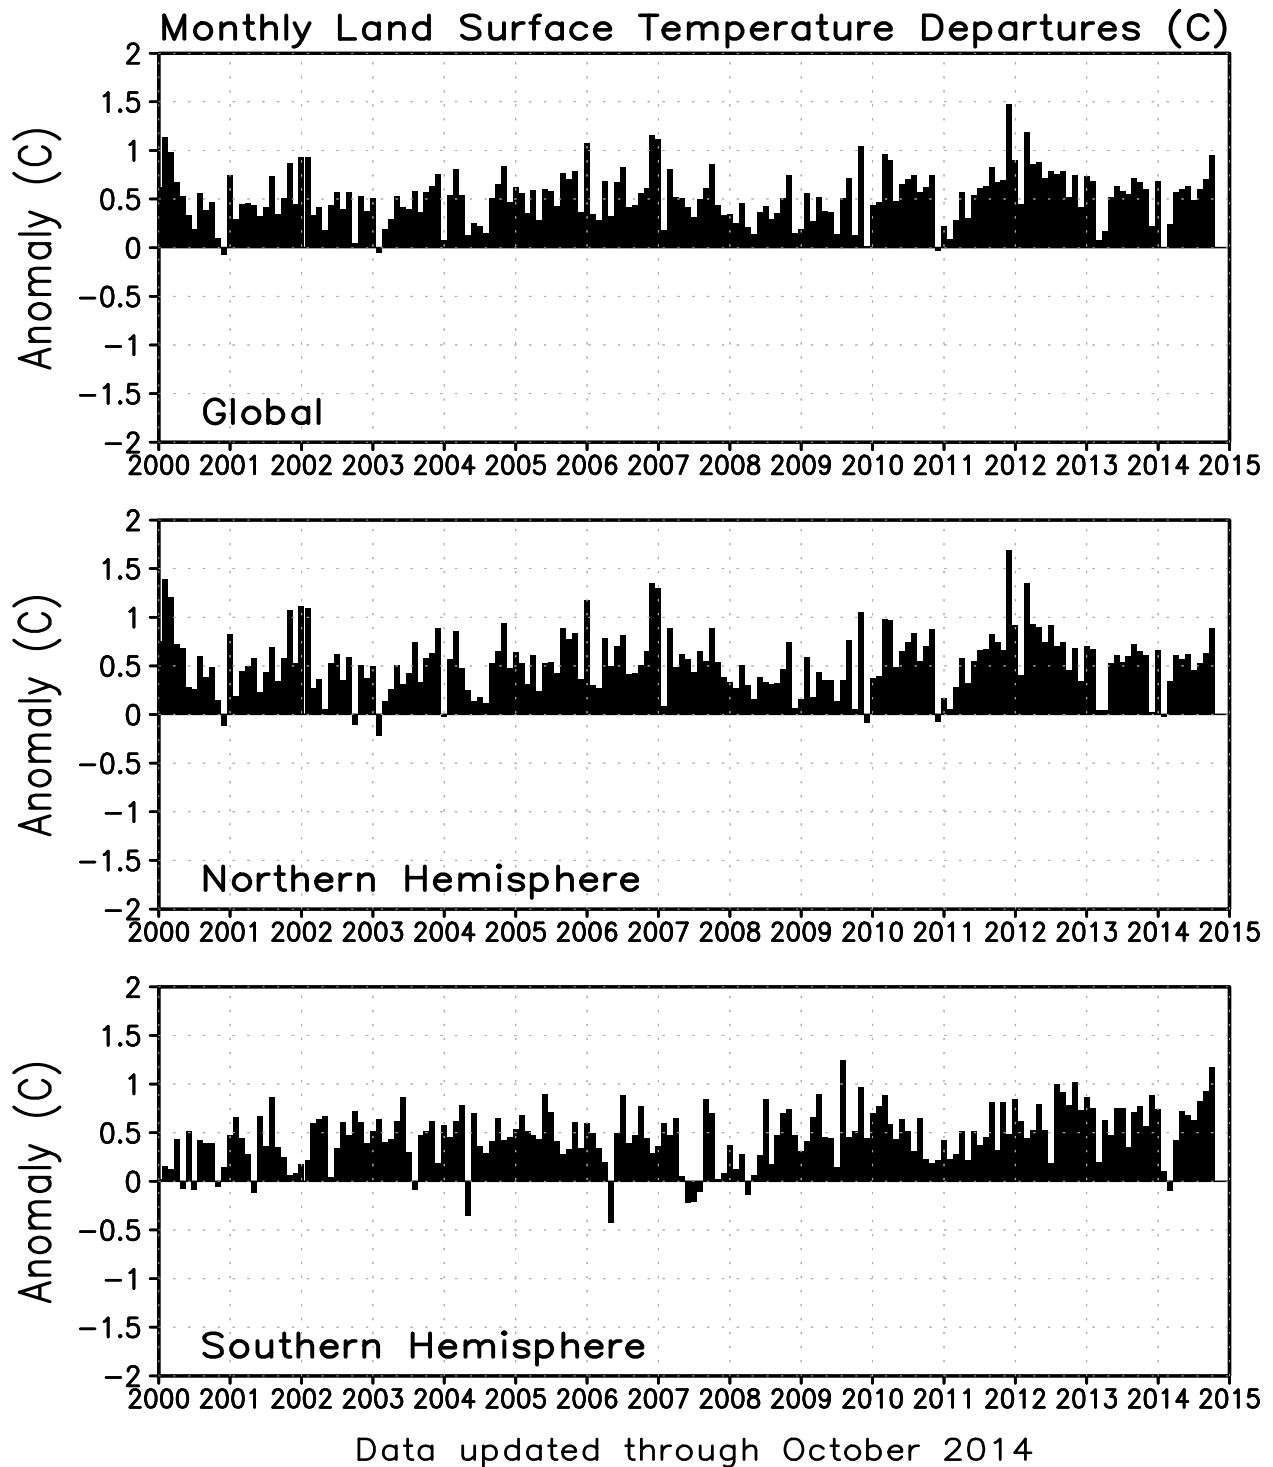 Monthly Land Surface Temperature Departures (C)
2
1.5
1
0.5
0
−0.5
−1
−1.5
−2
Anomaly (C)
Global
2000 2001 2002 2003 2004 2005 2006 2007 2008 2009 2010 2011 2012 2013 2014 2015
2
1.5
1
0.5
0
−0.5
−1
−1.5
−2
Anomaly (C)
Northern Hemisphere
2000 2001 2002 2003 2004 2005 2006 2007 2008 2009 2010 2011 2012 2013 2014 2015
2
1.5
1
0.5
0
−0.5
−1
−1.5
−2
Anomaly (C)
Southern Hemisphere
2000 2001 2002 2003 2004 2005 2006 2007 2008 2009 2010 2011 2012 2013 2014 2015
Data updated through October 2014